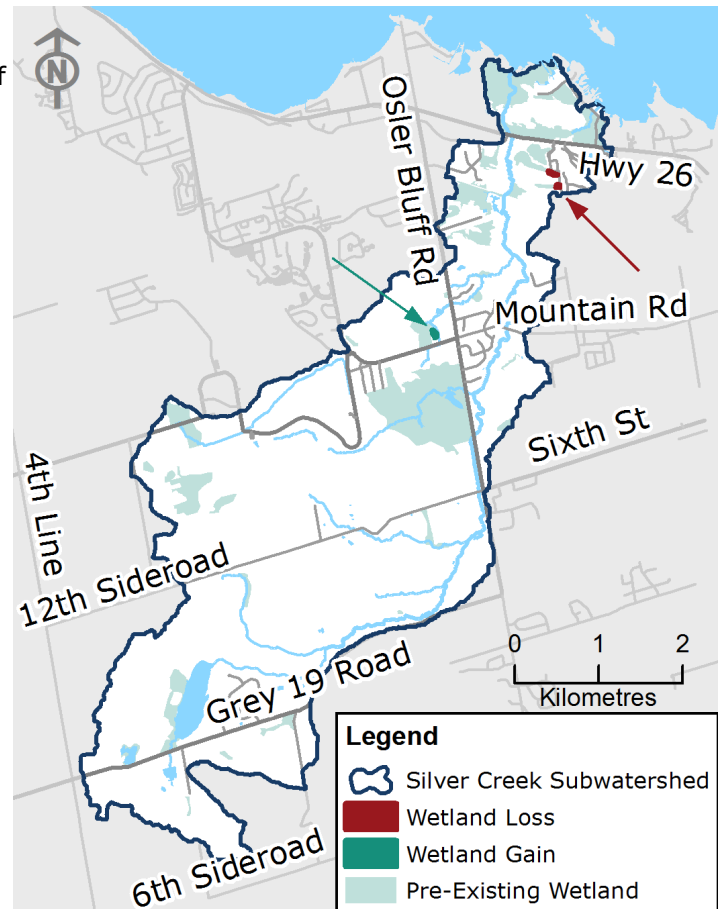 f
N
Osler Bluff Rd
Hwy 26
Mountain Rd
Sixth St
4th Line
12th Sideroad
Grey 19 Road
6th Sideroad
0 1 2
Kilometres
Legend
Silver Creek Subwatershed
Wetland Loss
Wetland Gain
Pre-Existing Wetland